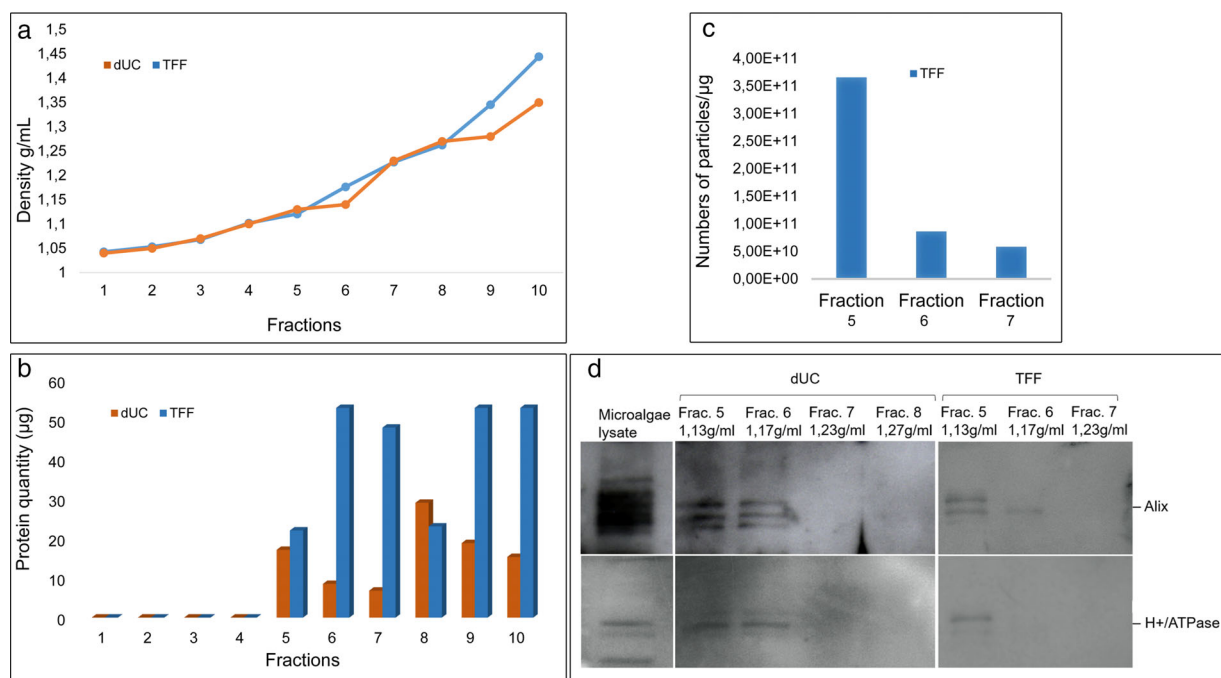 a
1,5
1,45
1,4
1,35
1,3
1,25
1,2
1,15
1,1
1,05
1
Density g/mL
dUC TFF
1 2 3 4 5 6 7 8 9 10
Fractions
c
4,00E+11
3,50E+11
3,00E+11
2,50E+11
2,00E+11
1,50E+11
1,00E+11
5,00E+10
0,00E+00
Numbers of particles/µg
TFF
Fraction Fraction Fraction
5 6 7
b
60
50
40
30
20
10
0
Protein quantity (µg)
dUC TFF
1 2 3 4 5 6 7 8 9 10
Fractions
d
dUC TFF
Microalgae Frac. 5 Frac. 6 Frac. 7 Frac. 8 Frac. 5 Frac. 6 Frac. 7
lysate 1,13g/ml 1,17g/ml 1,23g/ml 1,27g/ml 1,13g/ml 1,17g/ml 1,23g/ml
Alix
H+/ATPase